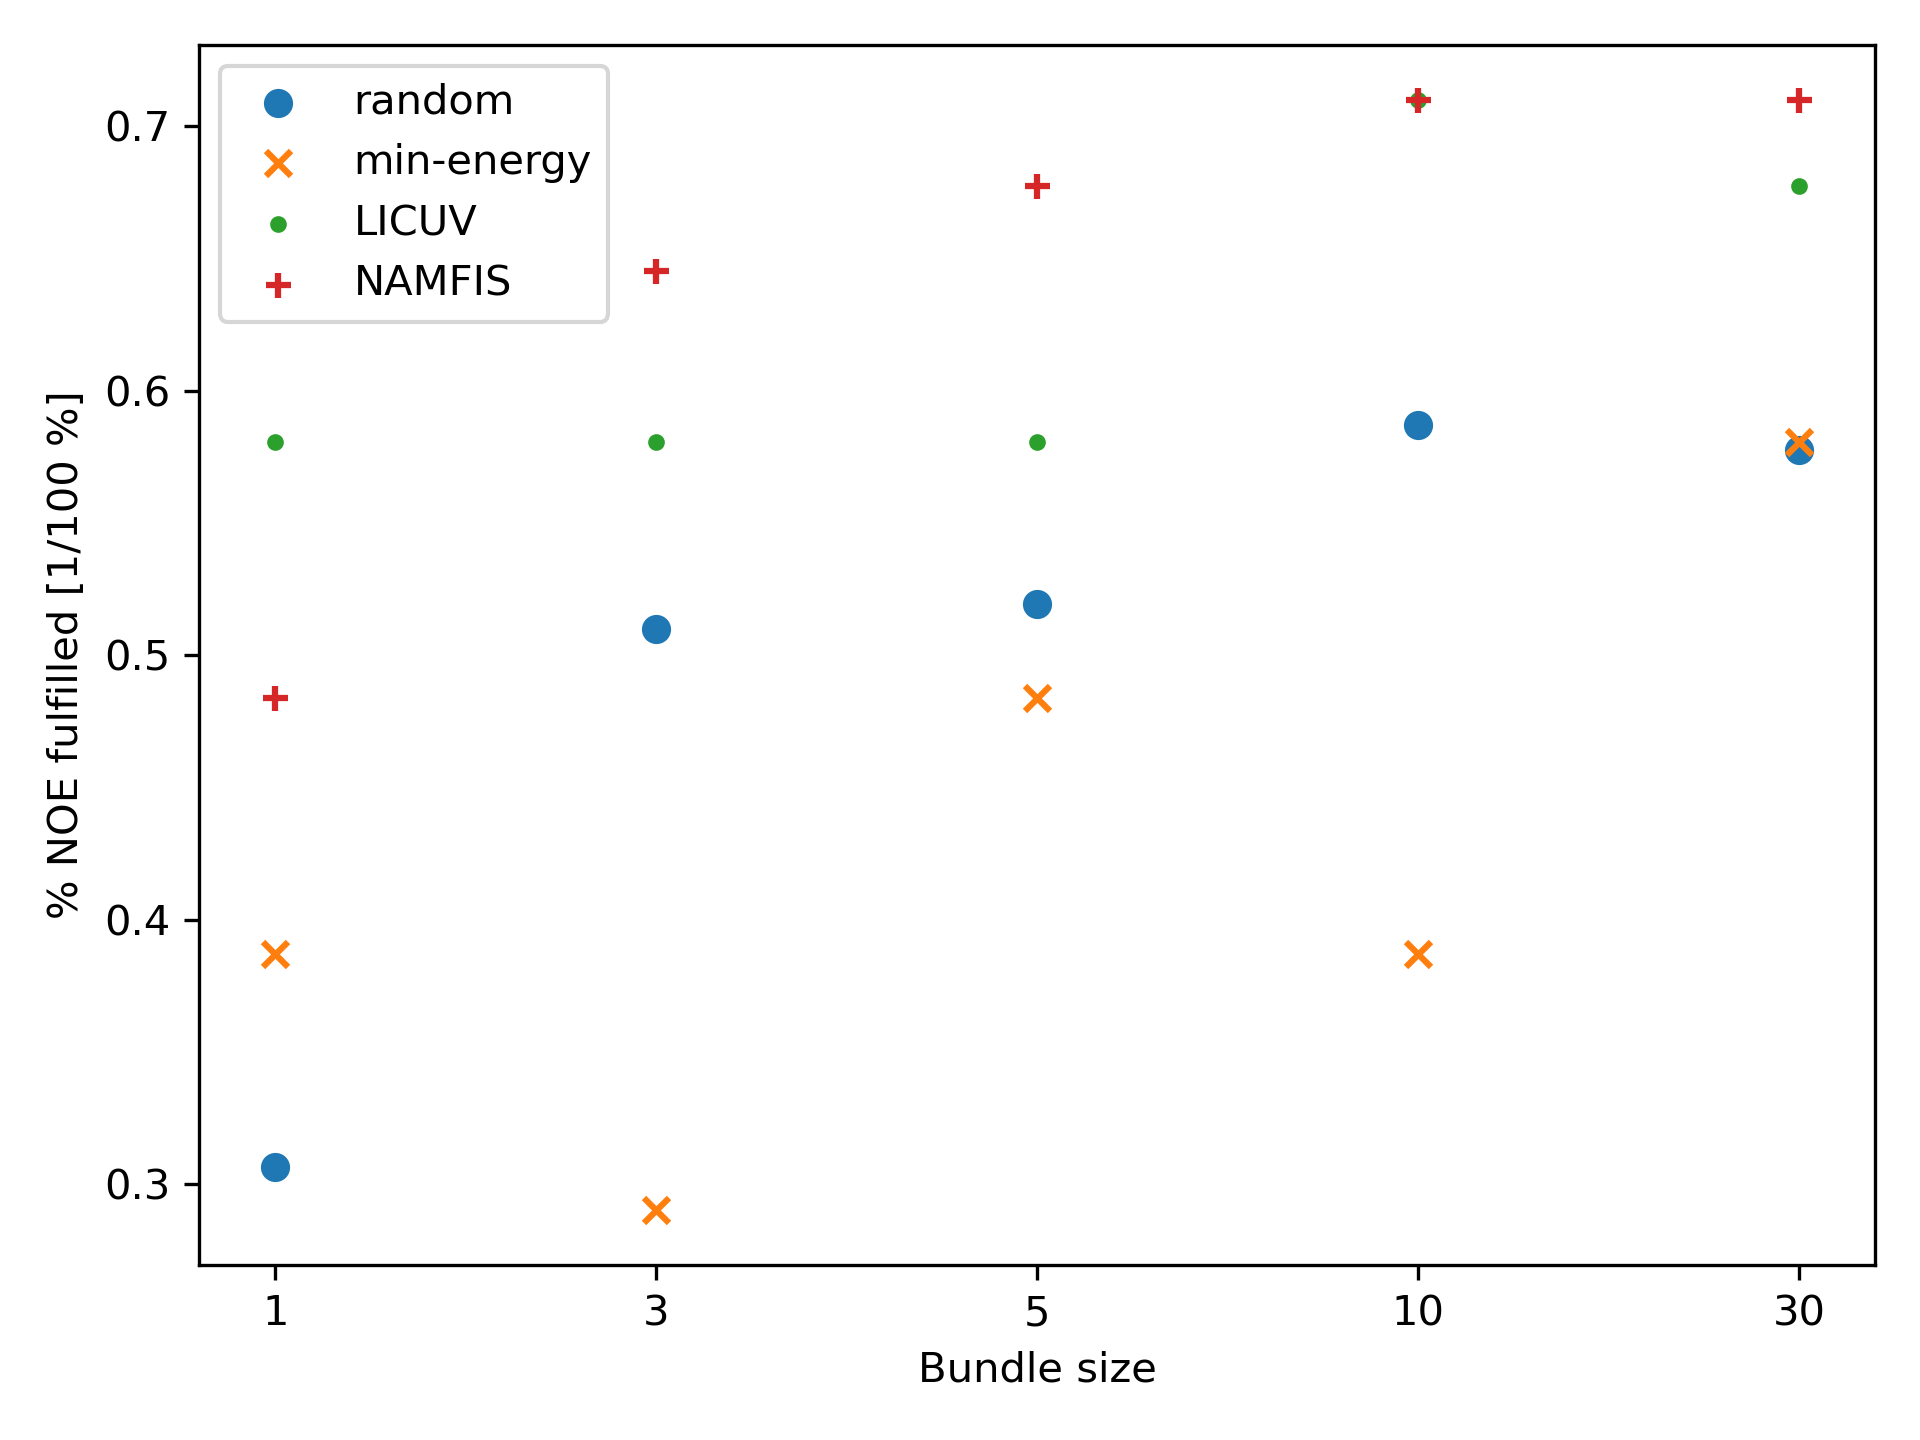 random
min-energy
LICUV
NAMFIS
0.7
0.6
0.5
0.4
0.3
% NOE fulfilled [1/100 %]
1 3 5 10 30
Bundle size